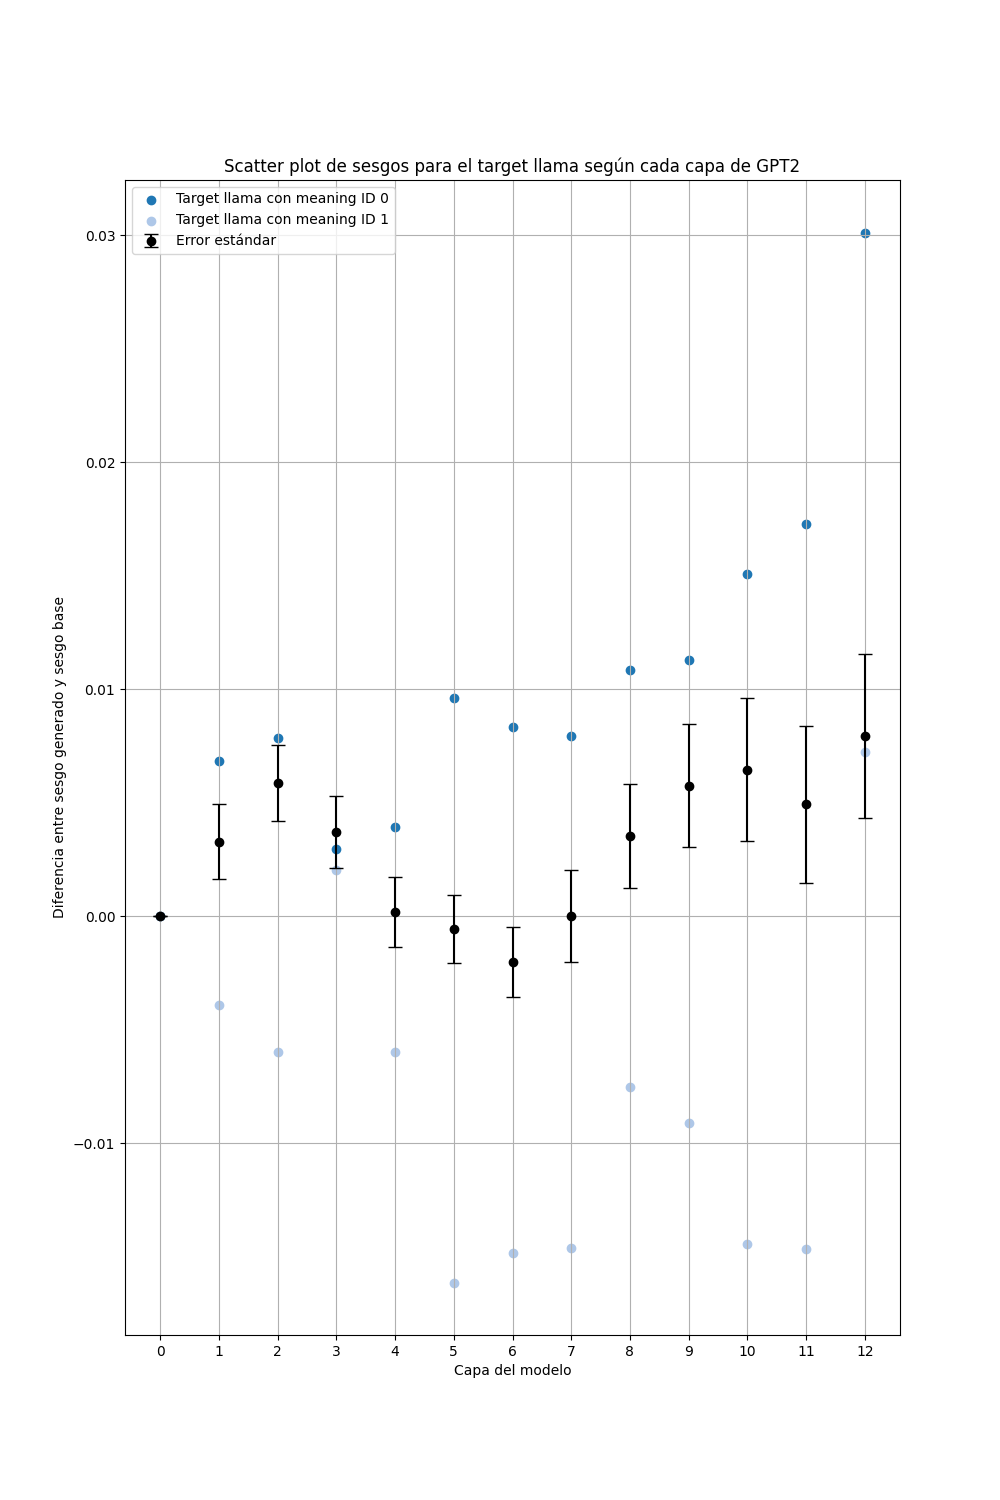 Scatter plot de sesgos para el target llama según cada capa de GPT2
Target llama con meaning ID 0
Target llama con meaning ID 1
Error estándar
0.03
0.02
0.01
0.00
−0.01
Diferencia entre sesgo generado y sesgo base
0 1 2 3 4 5 6 7 8 9 10 11 12
Capa del modelo